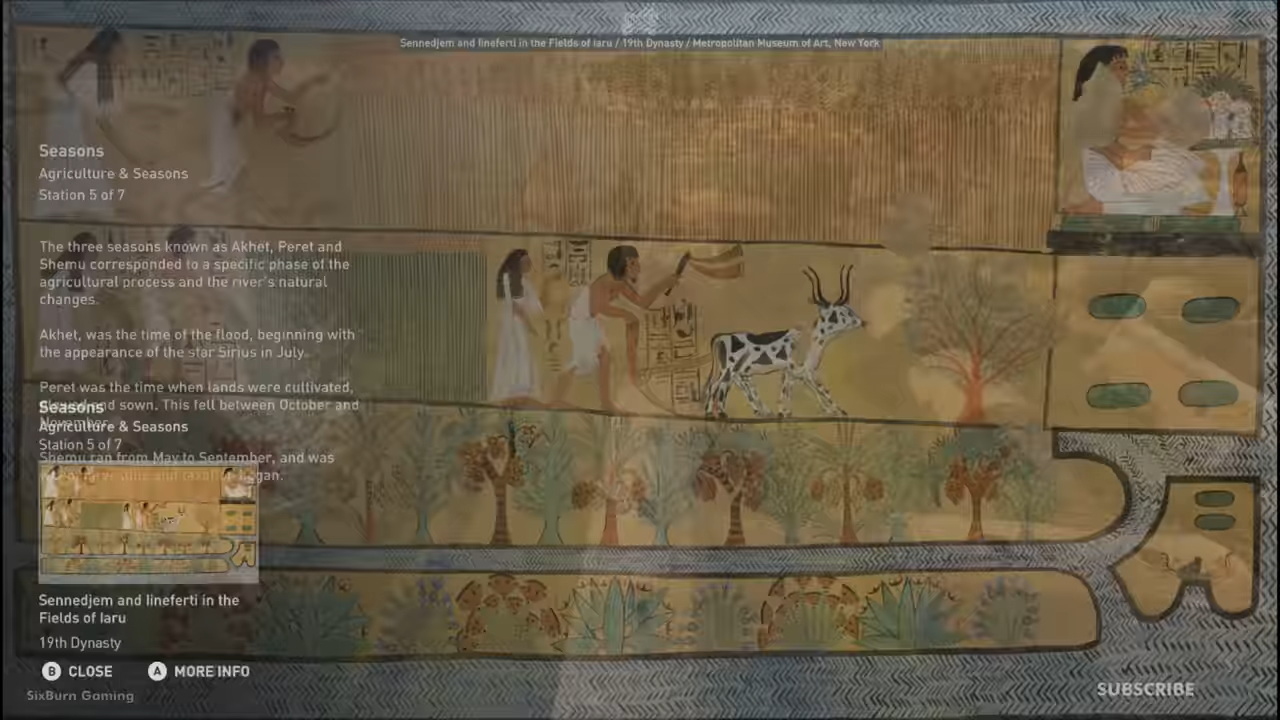 Sennedjem and Iineferti in the Fields of Iaru / 19th Dynasty / Metropolitan Museum of Art, New York
Seasons
Agriculture & Seasons
Station 5 of 7
The three seasons known as Akhet, Peret and
Shemu corresponded to a specific phase of the
agricultural process and the river's natural
changes.
Akhet, was the time of the flood, beginning with
the appearance of the star Sirius in July.
Peret was the time when lands were cultivated,
and sown. This fell between October and
November.
Seasons
Agriculture & Seasons
Station 5 of 7
Shemu ran from May to September, and was
Sennedjem and Iineferti in the
Fields of Iaru
19th Dynasty
B CLOSE
A MORE INFO
SixBurn Gaming
SUBSCRIBE